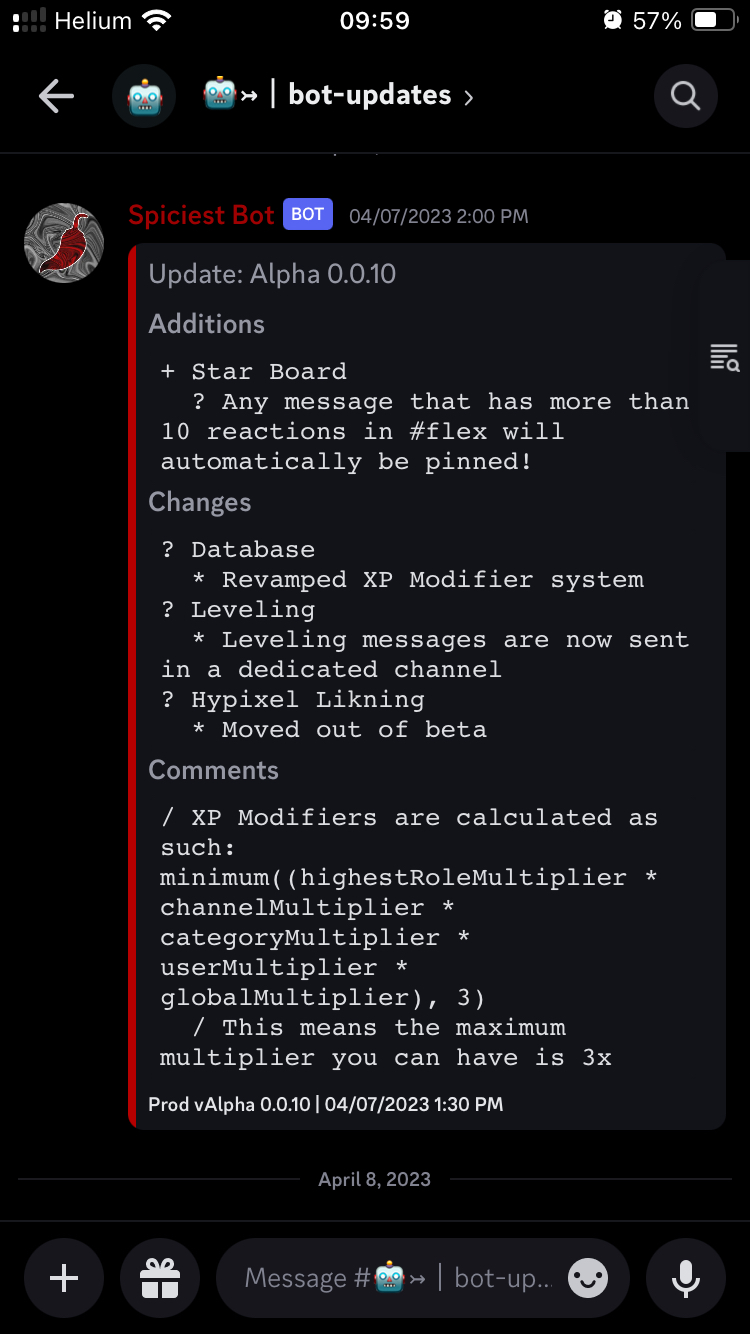 Helium 09:59 57%
🤖↣ | bot-updates ›
Spiciest Bot BOT 04/07/2023 2:00 PM
Update: Alpha 0.0.10
Additions
+ Star Board
? Any message that has more than
10 reactions in #flex will
automatically be pinned!
Changes
? Database
* Revamped XP Modifier system
? Leveling
* Leveling messages are now sent
in a dedicated channel
? Hypixel Likning
* Moved out of beta
Comments
/ XP Modifiers are calculated as
such:
minimum((highestRoleMultiplier *
channelMultiplier *
categoryMultiplier *
userMultiplier *
globalMultiplier), 3)
/ This means the maximum
multiplier you can have is 3x
Prod vAlpha 0.0.10 | 04/07/2023 1:30 PM
April 8, 2023
Message #🤖↣ | bot-up...